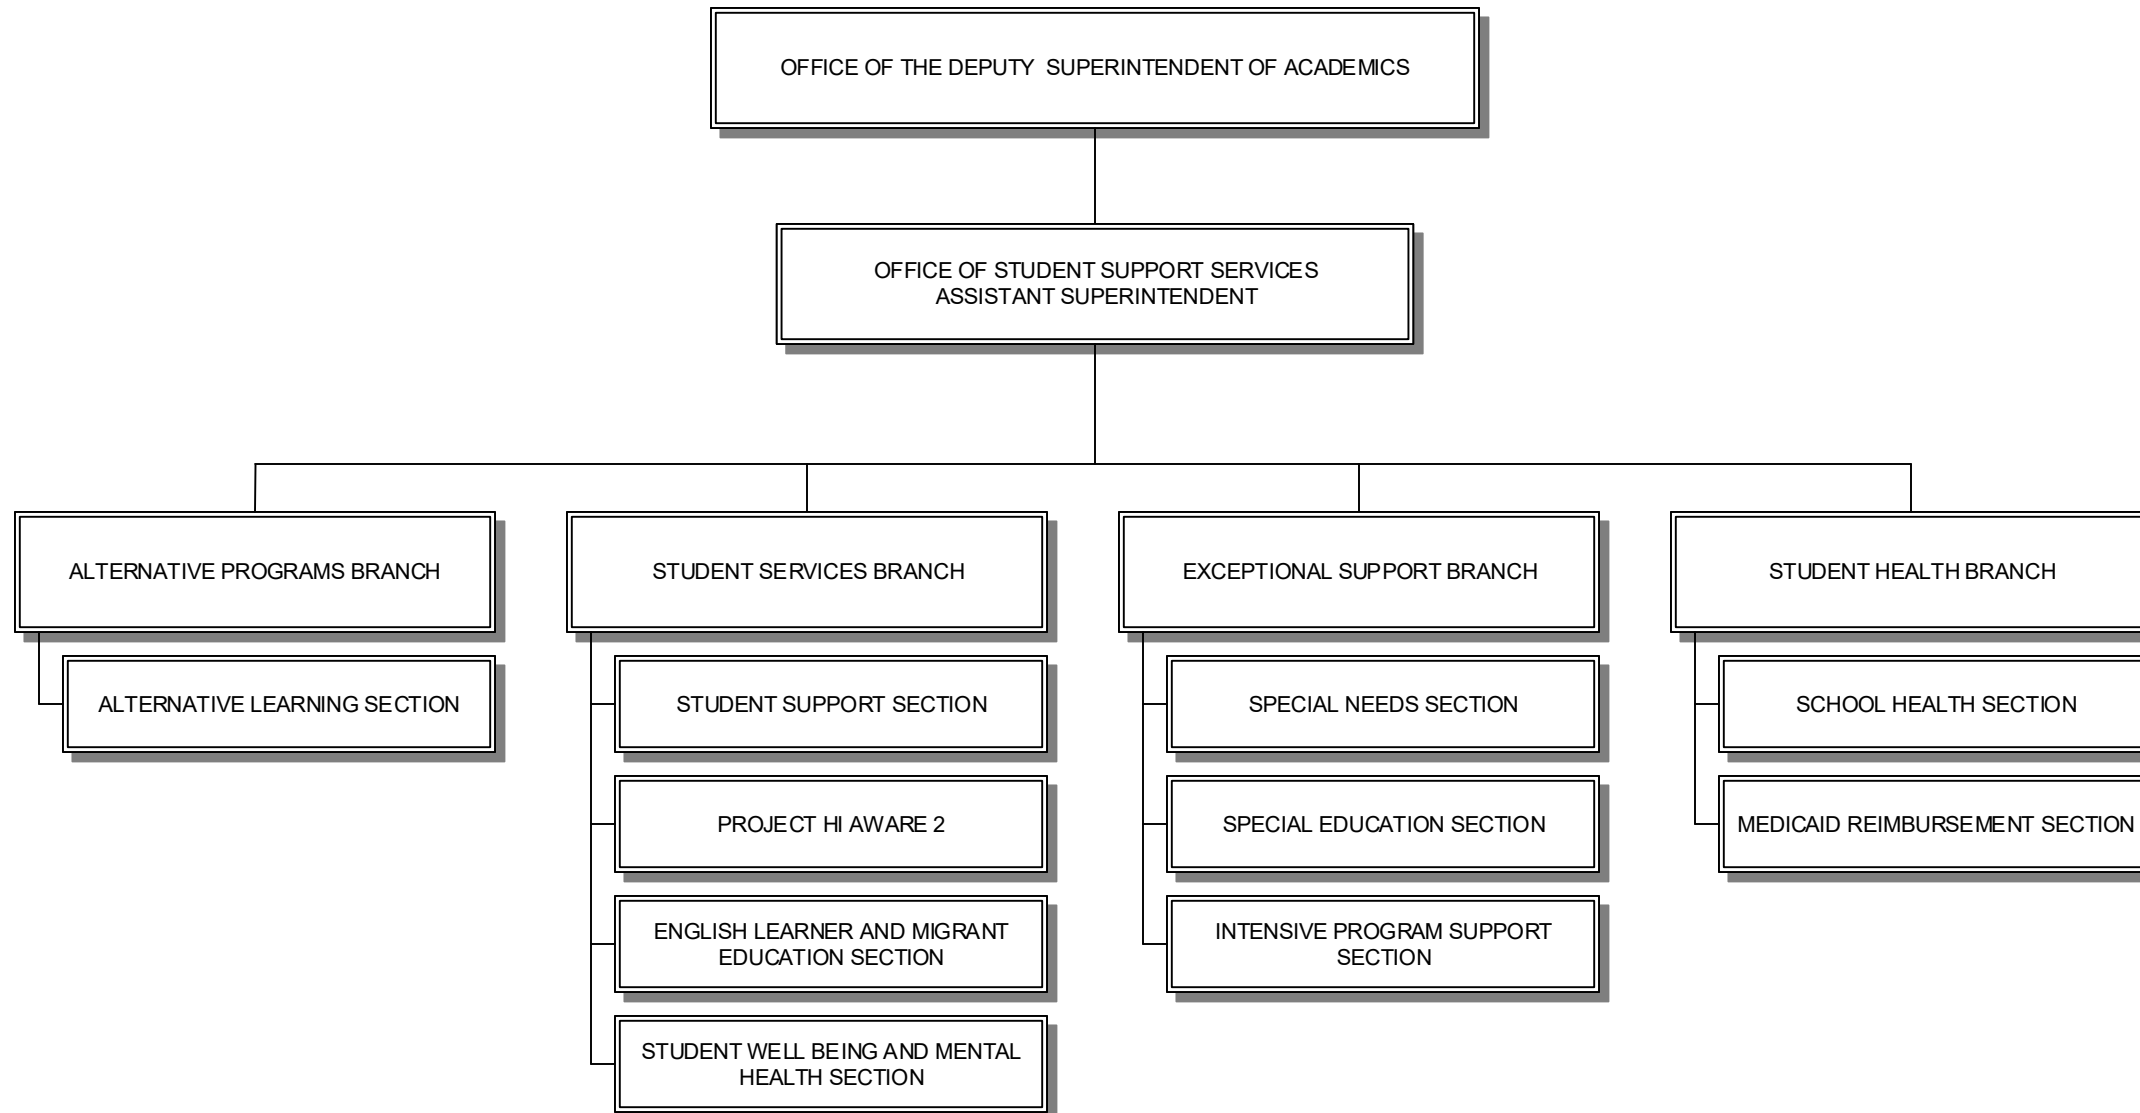 OFFICE OF THE DEPUTY SUPERINTENDENT OF ACADEMICS
OFFICE OF STUDENT SUPPORT SERVICES
ASSISTANT SUPERINTENDENT
ALTERNATIVE PROGRAMS BRANCH
ALTERNATIVE LEARNING SECTION
STUDENT SERVICES BRANCH
STUDENT SUPPORT SECTION
PROJECT HI AWARE 2
ENGLISH LEARNER AND MIGRANT
EDUCATION SECTION
STUDENT WELL BEING AND MENTAL
HEALTH SECTION
EXCEPTIONAL SUPPORT BRANCH
SPECIAL NEEDS SECTION
SPECIAL EDUCATION SECTION
INTENSIVE PROGRAM SUPPORT
SECTION
STUDENT HEALTH BRANCH
SCHOOL HEALTH SECTION
MEDICAID REIMBURSEMENT SECTION